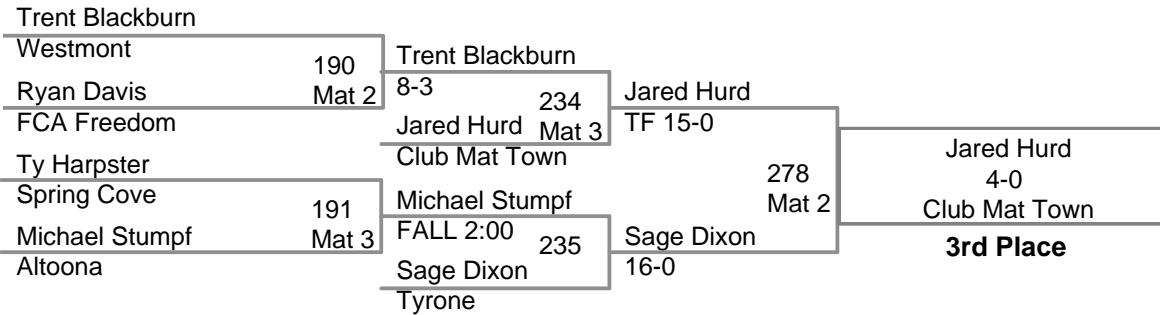 Trent Blackburn
Westmont
190
Mat 2
Ryan Davis
FCA Freedom
Ty Harpster
Spring Cove
191
Mat 3
Michael Stumpf
Altoona
Trent Blackburn
8-3
234
Mat 3
Jared Hurd
Club Mat Town
Michael Stumpf
FALL 2:00
235
Sage Dixon
Tyrone
Jared Hurd
TF 15-0
278
Mat 2
Sage Dixon
16-0
Jared Hurd
4-0
Club Mat Town
3rd Place